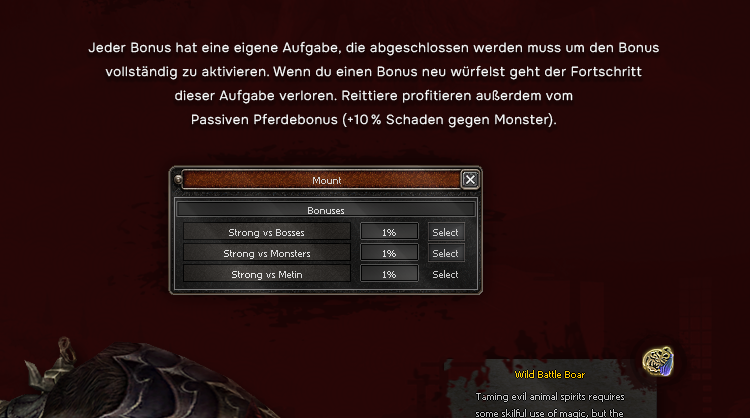 Jeder Bonus hat eine eigene Aufgabe, die abgeschlossen werden muss um den Bonus
vollständig zu aktivieren. Wenn du einen Bonus neu würfelst geht der Fortschritt
dieser Aufgabe verloren. Reittiere profitieren außerdem vom
Passiven Pferdebonus (+10 % Schaden gegen Monster).
Mount
Bonuses
Strong vs Bosses 1% Select
Strong vs Monsters 1% Select
Strong vs Metin 1% Select
Wild Battle Boar
Taming evil animal spirits requires
some skilful use of magic, but the